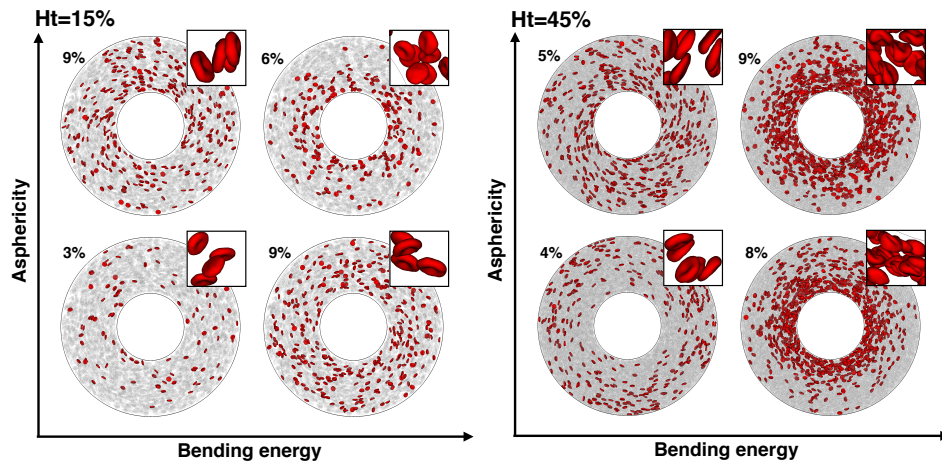 Ht=15%
9%
6%
3%
9%
Asphericity
Bending energy
Ht=45%
5%
9%
4%
8%
Asphericity
Bending energy